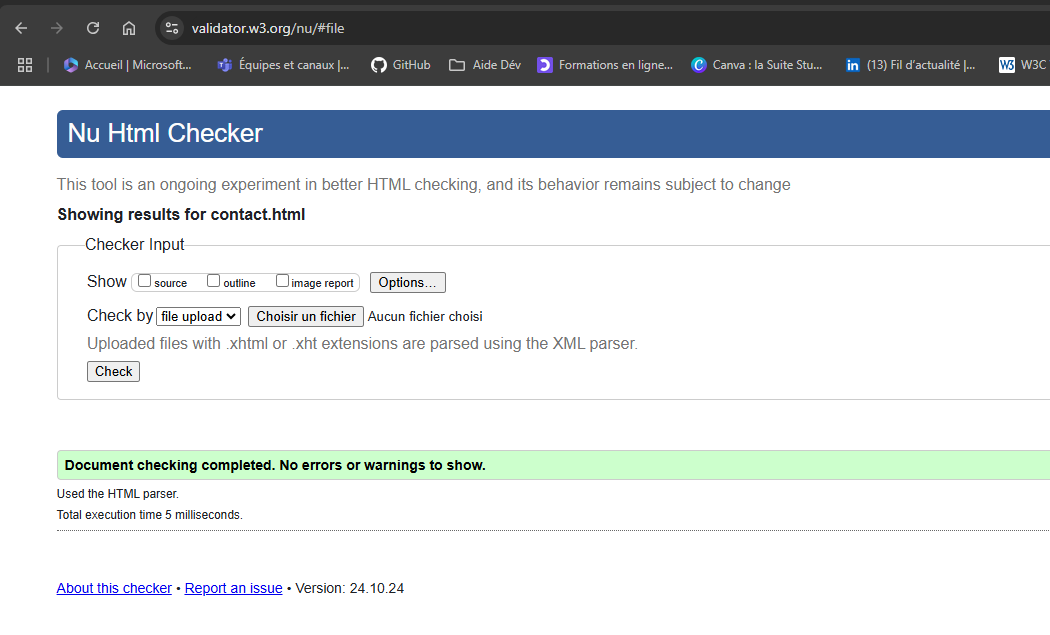 validator.w3.org/nu/#file
Accueil | Microsoft... Équipes et canaux |... GitHub Aide Dév Formations en ligne... Canva : la Suite Stu... in (13) Fil d'actualité |... W3 W3C
Nu Html Checker
This tool is an ongoing experiment in better HTML checking, and its behavior remains subject to change
Showing results for contact.html
Checker Input
Show source outline image report Options...
Check by file upload Choisir un fichier Aucun fichier choisi
Uploaded files with .xhtml or .xht extensions are parsed using the XML parser.
Check
Document checking completed. No errors or warnings to show.
Used the HTML parser.
Total execution time 5 milliseconds.
About this checker • Report an issue • Version: 24.10.24